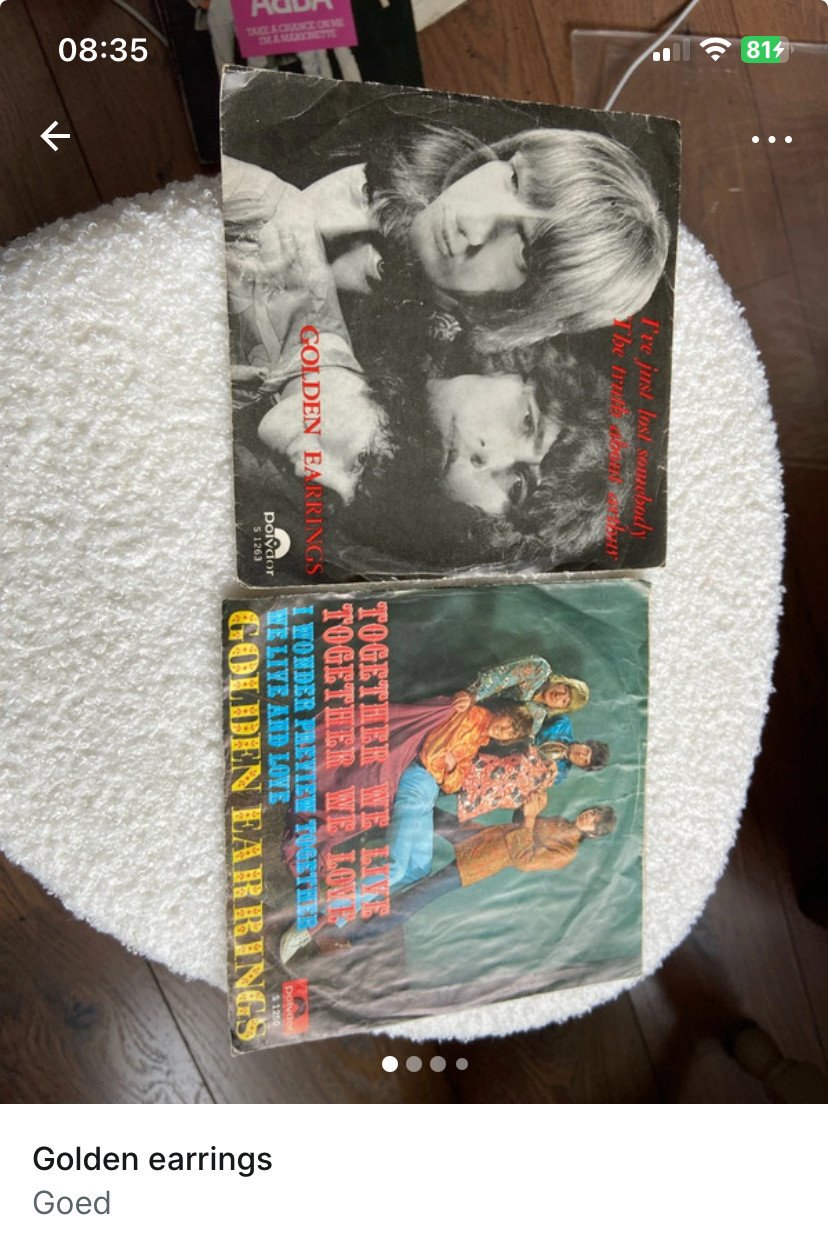 08:35
81
ABBA
TAKE A CHANCE ON ME
I'M A MARIONETTE
I've just lost somebody
The truth about arthur
GOLDEN EARRINGS
polydor
S 1263
TOGETHER WE LIVE
TOGETHER WE LOVE
I WONDER PREVIEW TOGETHER
WE LIVE AND LOVE
GOLDEN EARRINGS
polydor
Golden earrings
Goed